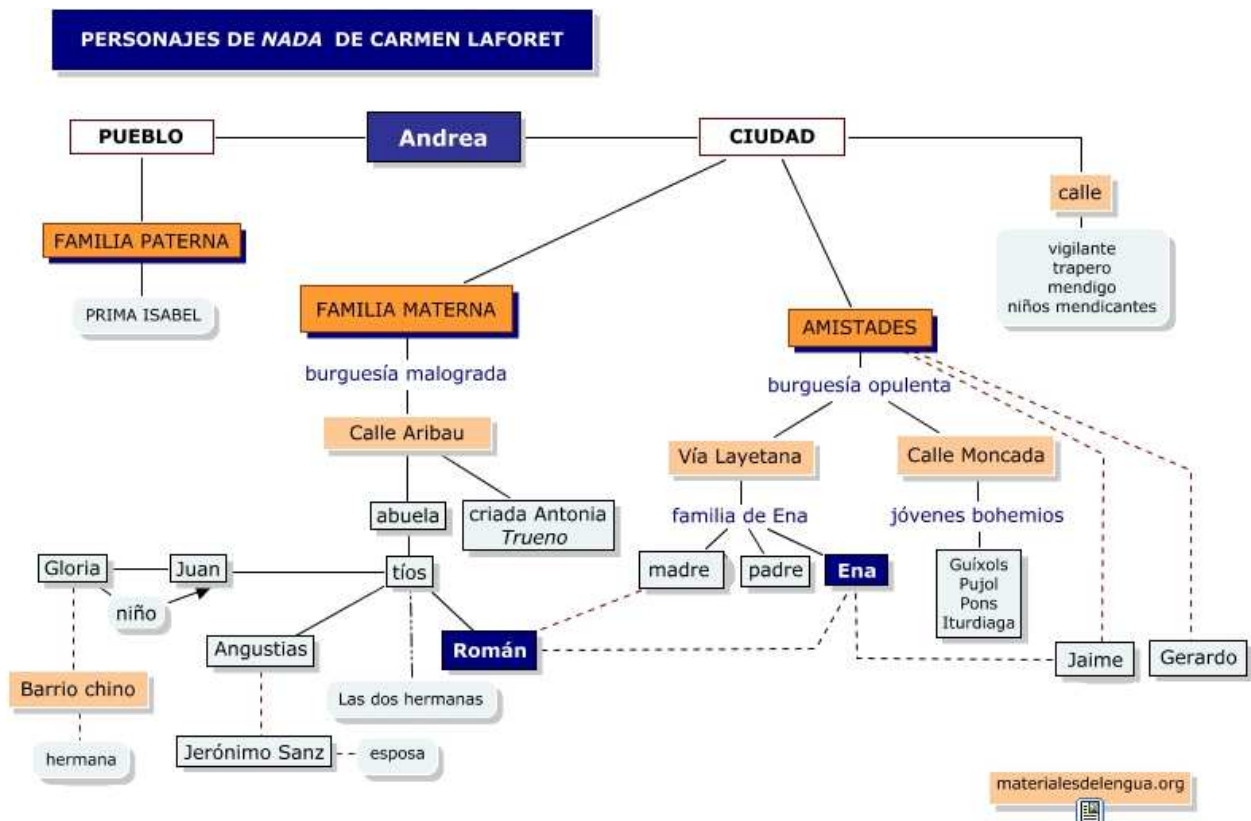 PERSONAJES DE NADA DE CARMEN LAFORET
PUEBLO
Andrea
CIUDAD
calle
vigilante
trapero
mendigo
niños mendicantes
FAMILIA PATERNA
PRIMA ISABEL
FAMILIA MATERNA
AMISTADES
burguesía malograda
burguesía opulenta
Calle Aribau
Vía Layetana
Calle Moncada
abuela
criada Antonia
Trueno
familia de Ena
jóvenes bohemios
Gloria
Juan
tíos
madre
padre
Ena
Guíxols
Pujol
Pons
Iturdiaga
niño
Angustias
Román
Jaime
Gerardo
Barrio chino
Las dos hermanas
hermana
Jerónimo Sanz
esposa
materialesdelengua.org